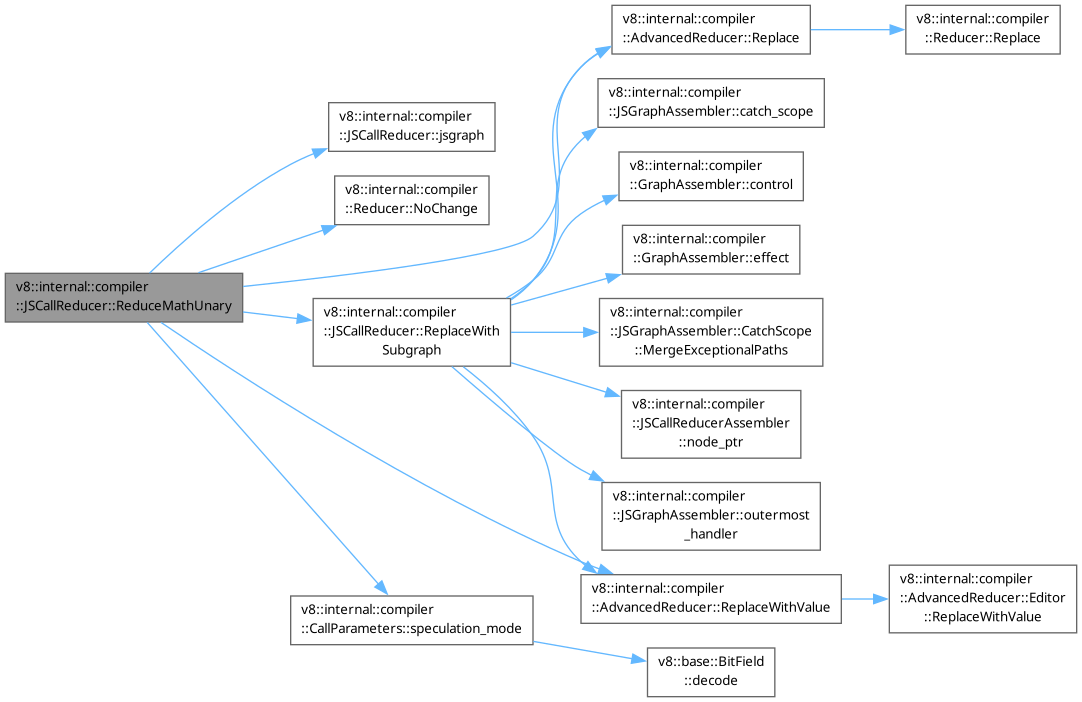 v8::internal::compiler
::JSCallReducer::ReduceMathUnary
v8::internal::compiler
::JSCallReducer::jsgraph
v8::internal::compiler
::Reducer::NoChange
v8::internal::compiler
::JSCallReducer::ReplaceWith
Subgraph
v8::internal::compiler
::CallParameters::speculation_mode
v8::internal::compiler
::AdvancedReducer::Replace
v8::internal::compiler
::JSGraphAssembler::catch_scope
v8::internal::compiler
::GraphAssembler::control
v8::internal::compiler
::GraphAssembler::effect
v8::internal::compiler
::JSGraphAssembler::CatchScope
::MergeExceptionalPaths
v8::internal::compiler
::JSCallReducerAssembler
::node_ptr
v8::internal::compiler
::JSGraphAssembler::outermost
_handler
v8::internal::compiler
::AdvancedReducer::ReplaceWithValue
v8::base::BitField
::decode
v8::internal::compiler
::Reducer::Replace
v8::internal::compiler
::AdvancedReducer::Editor
::ReplaceWithValue